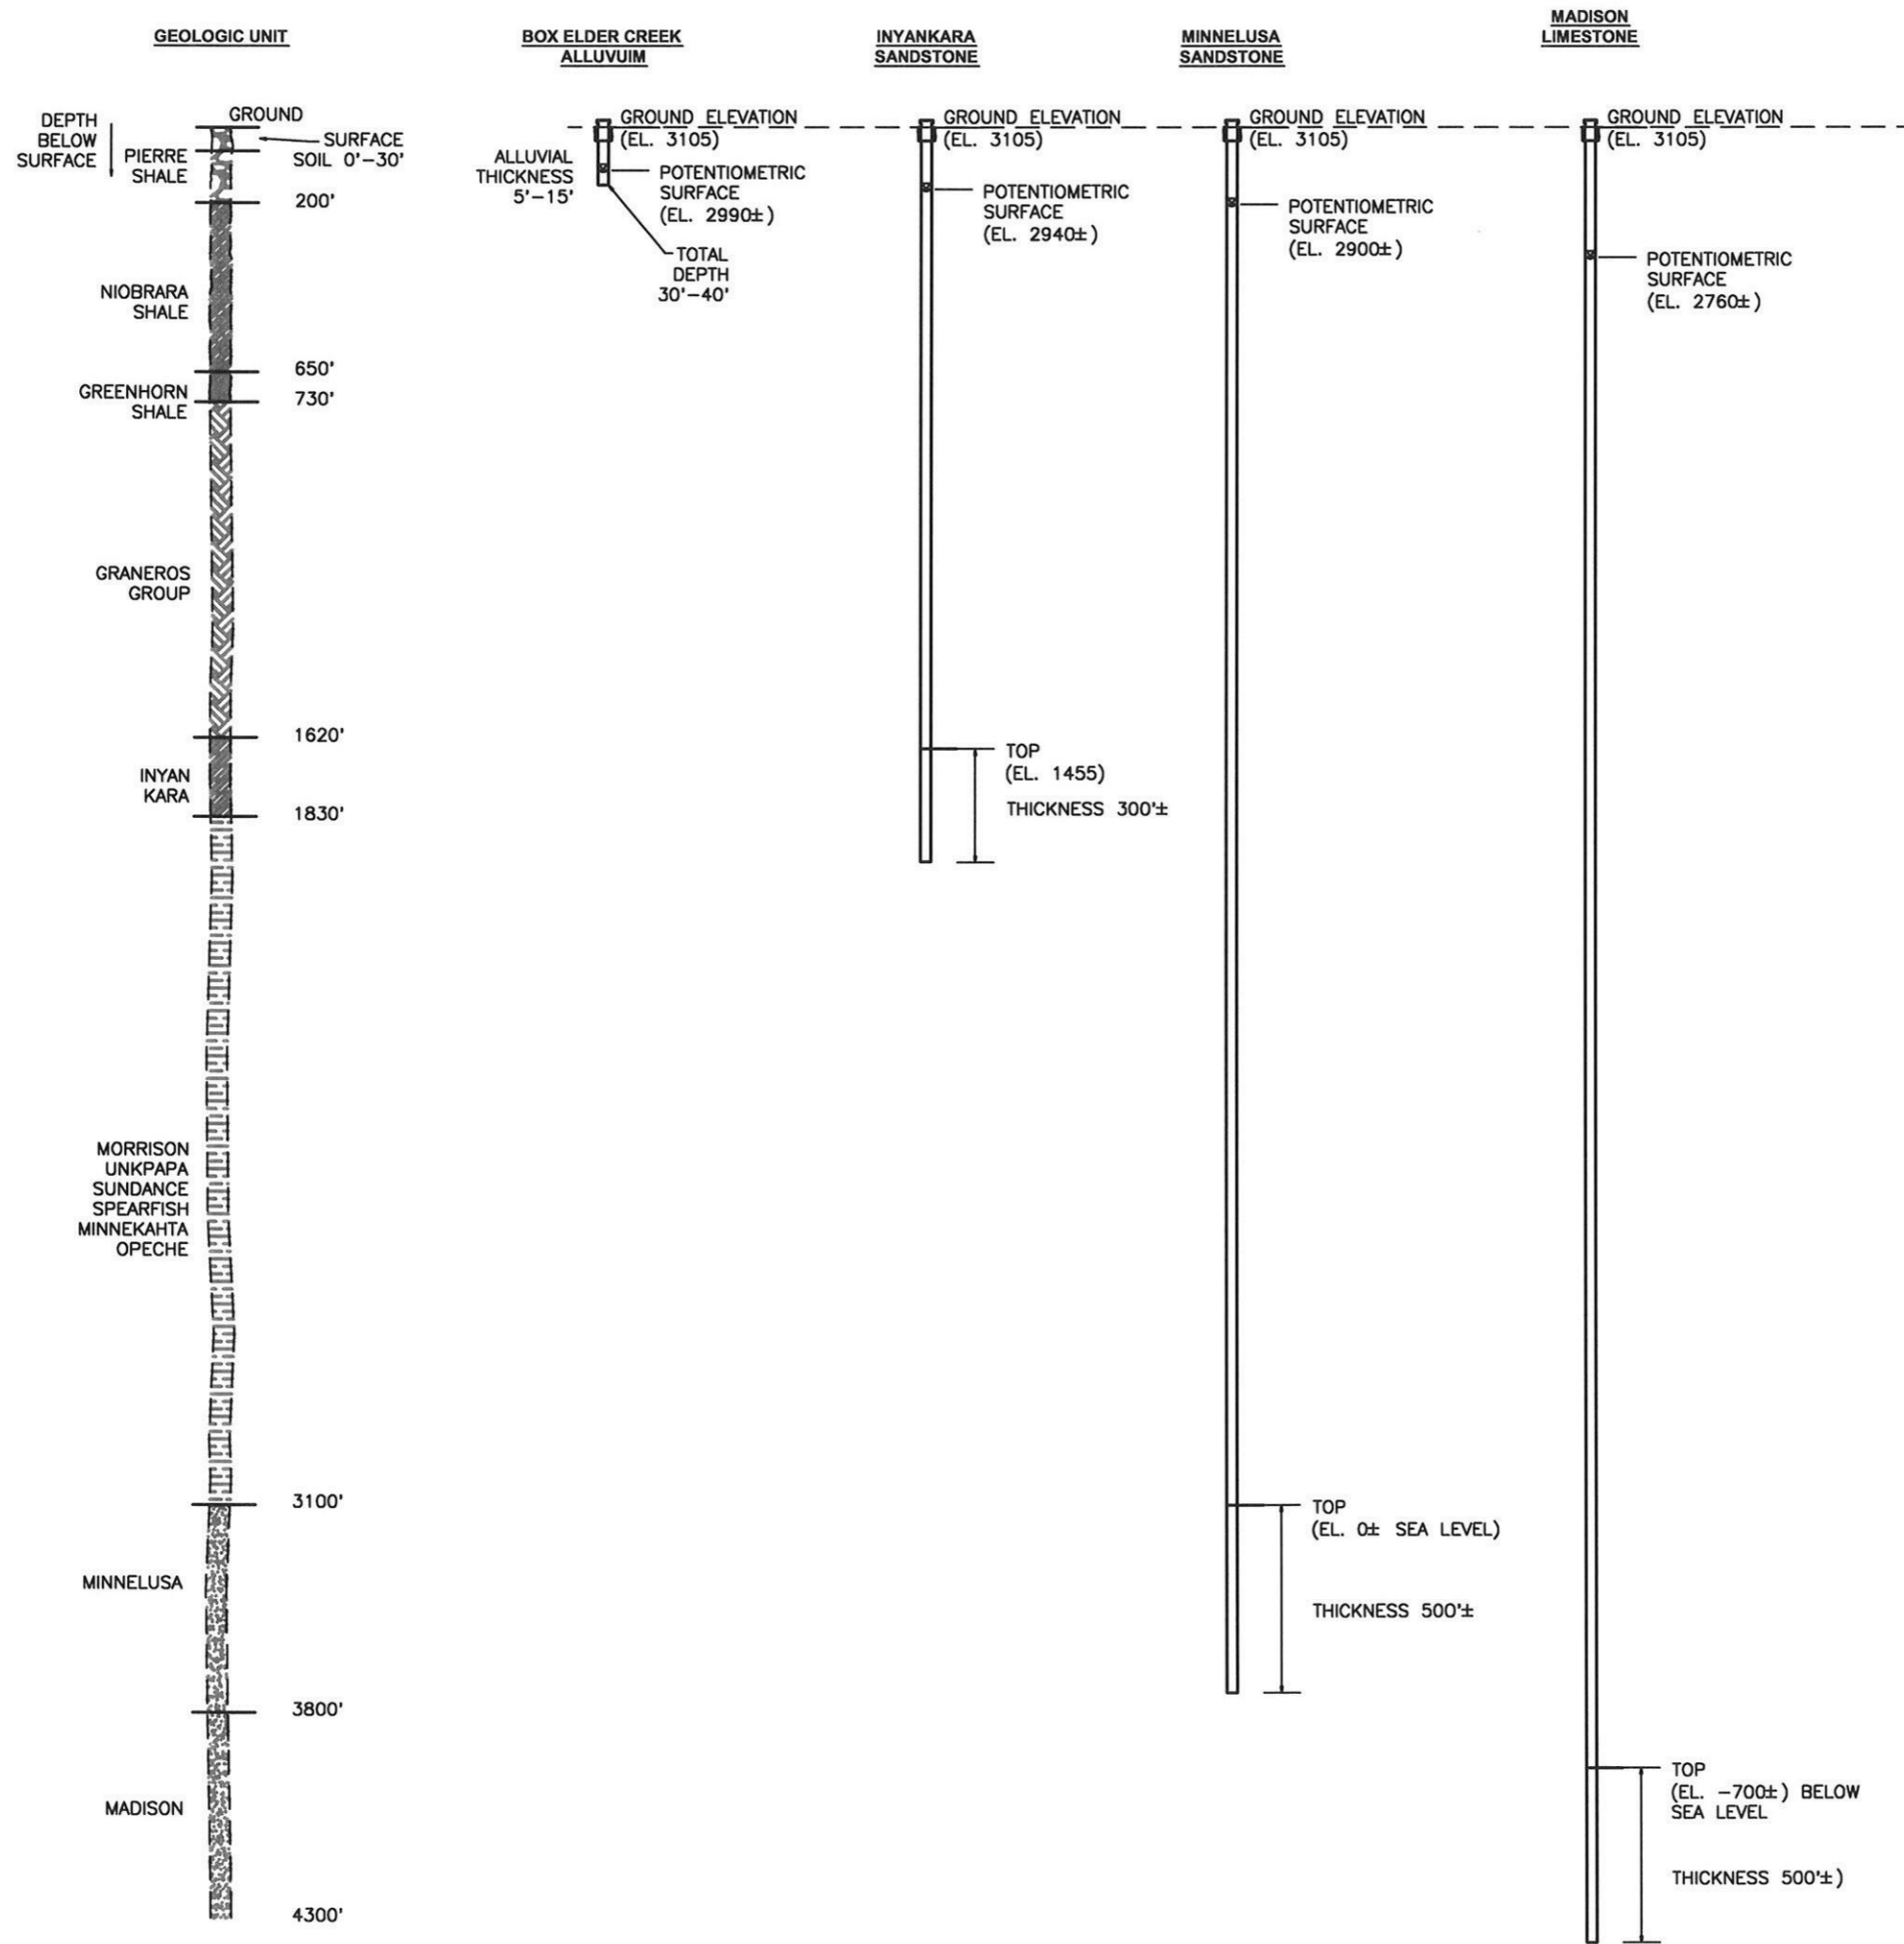 GEOLOGIC UNIT
DEPTH
BELOW
SURFACE
GROUND
SURFACE
SOIL 0'-30'
PIERRE
SHALE
200'
NIOBRARA
SHALE
650'
GREENHORN
SHALE
730'
GRANEROS
GROUP
1620'
INYAN
KARA
1830'
MORRISON
UNKPAPA
SUNDANCE
SPEARFISH
MINNEKAHTA
OPECHE
3100'
MINNELUSA
3800'
MADISON
4300'
BOX ELDER CREEK
ALLUVUIM
GROUND ELEVATION
(EL. 3105)
ALLUVIAL
THICKNESS
5'-15'
POTENTIOMETRIC
SURFACE
(EL. 2990±)
TOTAL
DEPTH
30'-40'
INYANKARA
SANDSTONE
GROUND ELEVATION
(EL. 3105)
POTENTIOMETRIC
SURFACE
(EL. 2940±)
TOP
(EL. 1455)
THICKNESS 300'±
MINNELUSA
SANDSTONE
GROUND ELEVATION
(EL. 3105)
POTENTIOMETRIC
SURFACE
(EL. 2900±)
TOP
(EL. 0± SEA LEVEL)
THICKNESS 500'±
MADISON
LIMESTONE
GROUND ELEVATION
(EL. 3105)
POTENTIOMETRIC
SURFACE
(EL. 2760±)
TOP
(EL. -700±) BELOW
SEA LEVEL
THICKNESS 500'±)